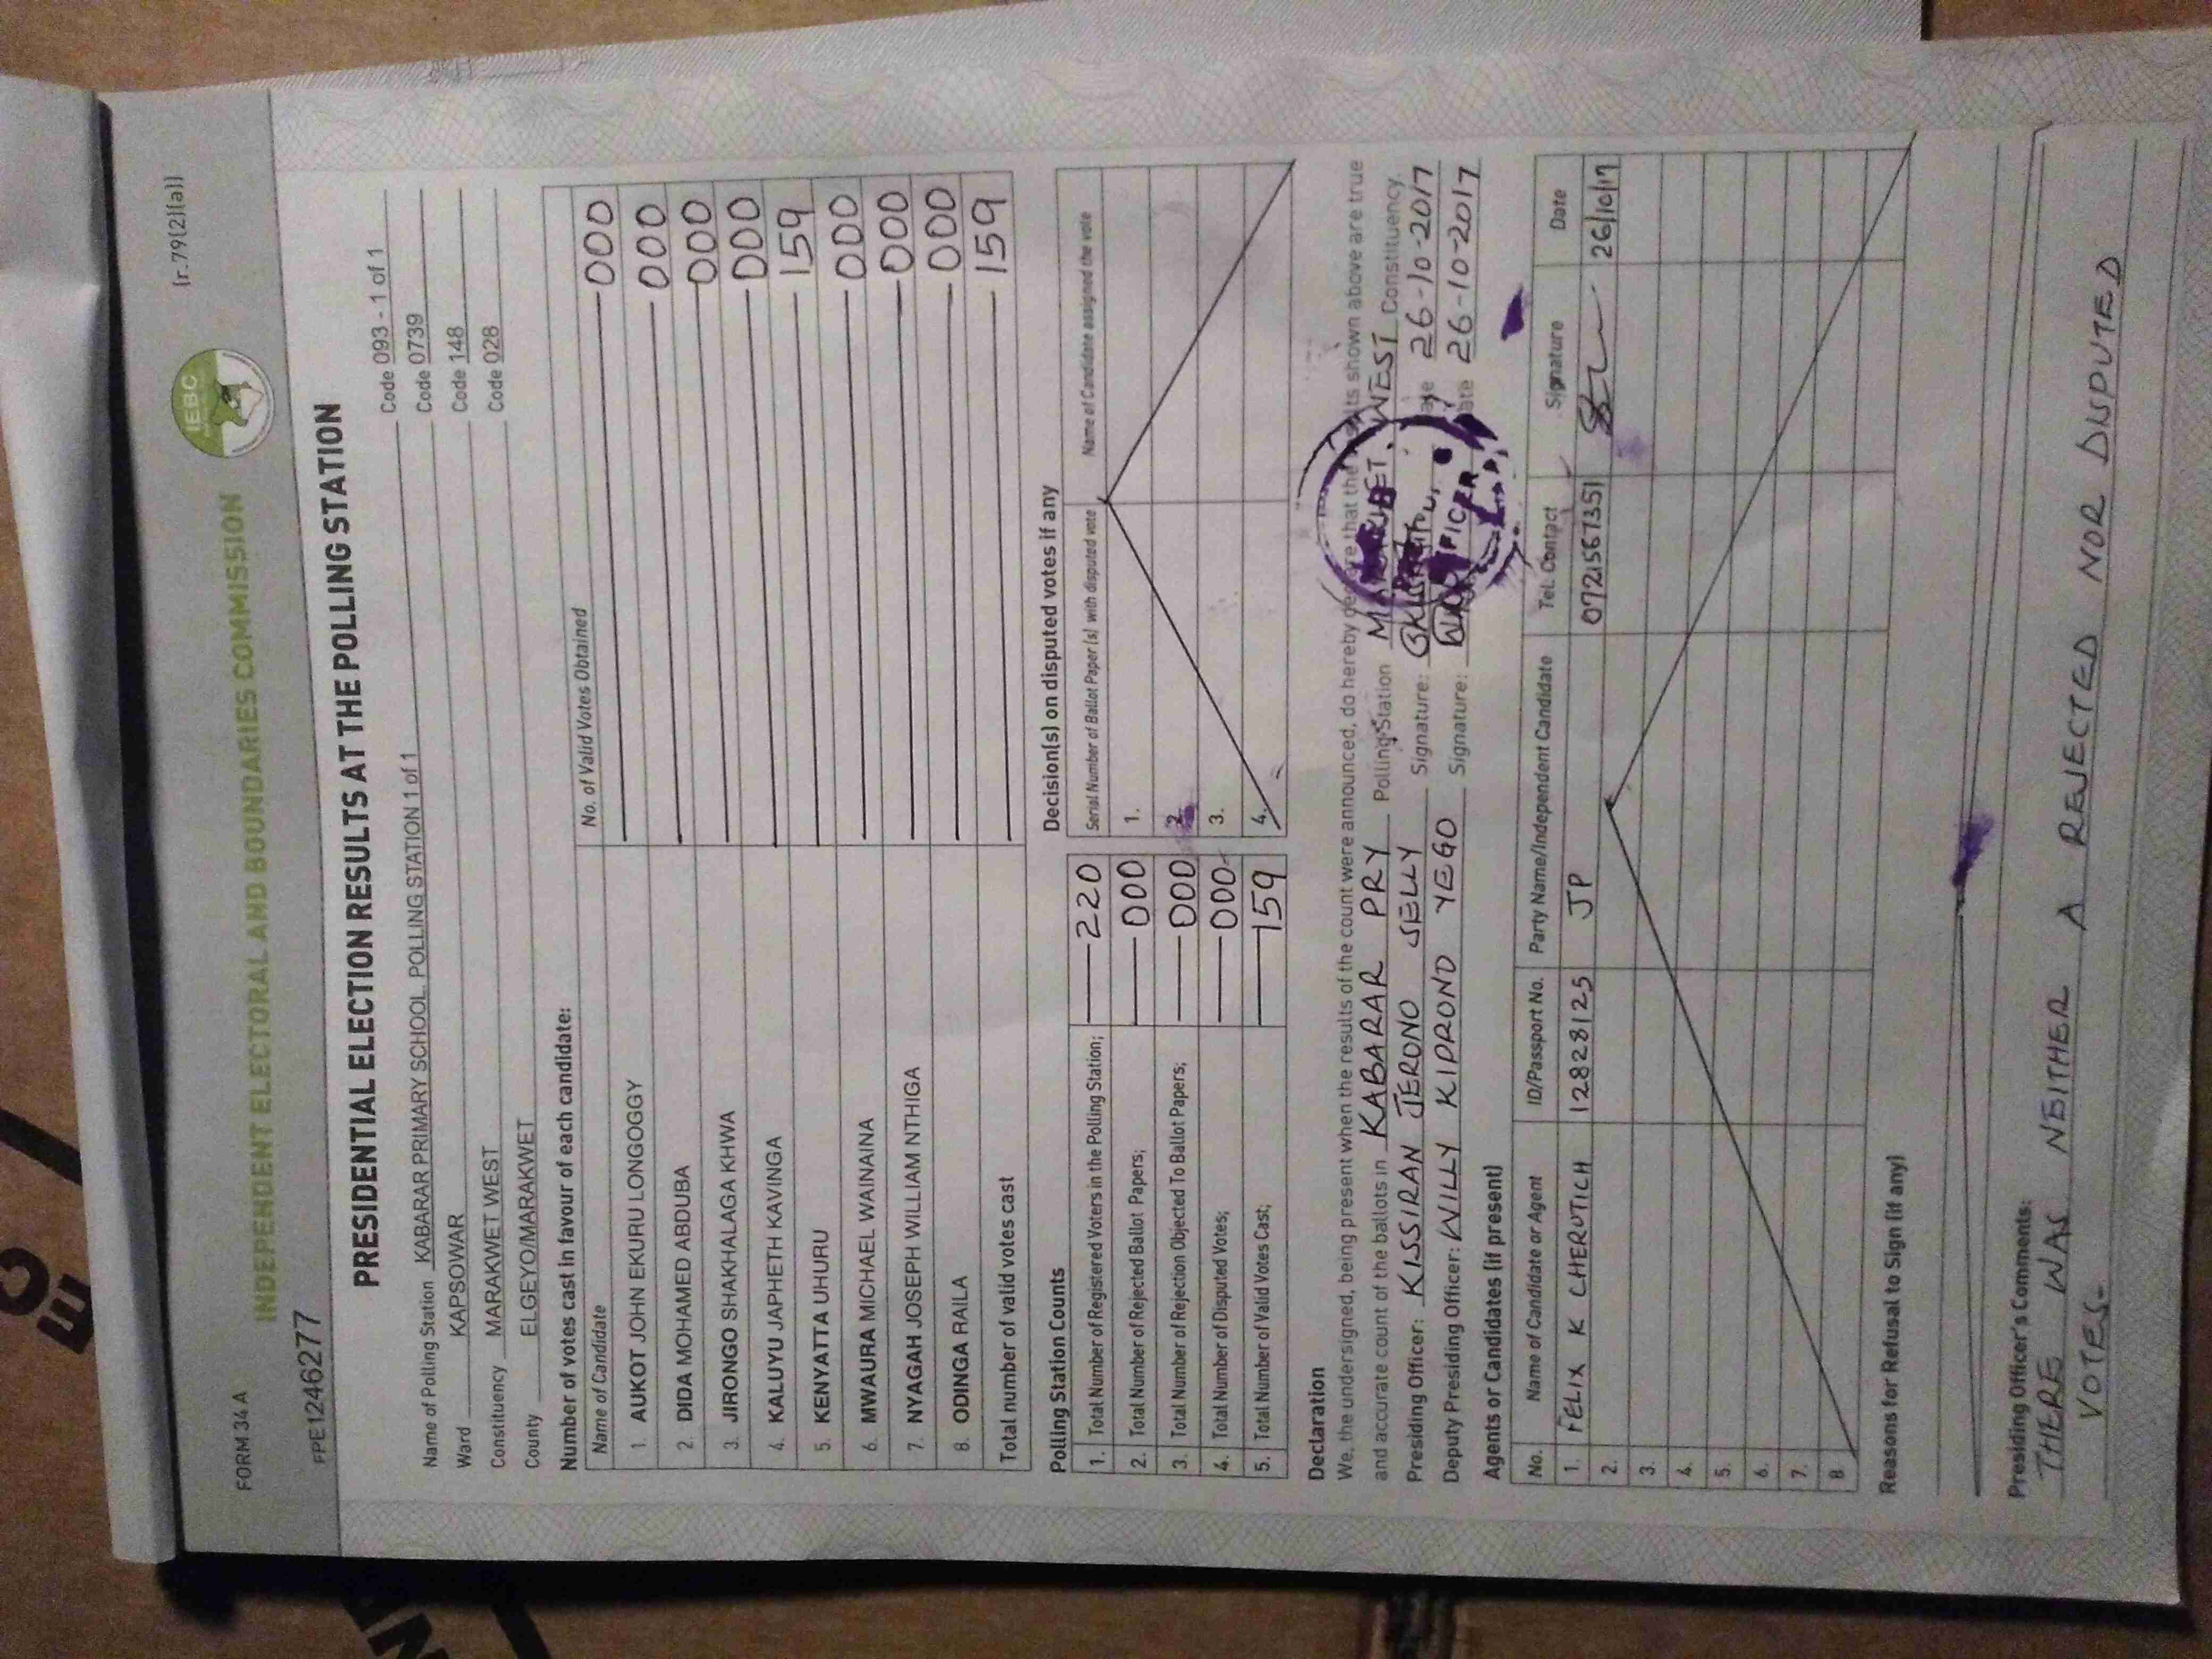 FORM 34 A
[r.79(2)(a)]
IEBC
INDEPENDENT ELECTORAL AND BOUNDARIES COMMISSION
FPE1246277
PRESIDENTIAL ELECTION RESULTS AT THE POLLING STATION
Name of Polling Station KABARAR PRIMARY SCHOOL POLLING STATION 1 of 1 Code 093 - 1 of 1
Ward KAPSOWAR Code 0739
Constituency MARAKWET WEST Code 148
County ELGEYO/MARAKWET Code 028
Number of votes cast in favour of each candidate:
Name of Candidate No. of Valid Votes Obtained
1. AUKOT JOHN EKURU LONGOGGY 000
2. DIDA MOHAMED ABDUBA 000
3. JIRONGO SHAKHALAGA KHWA 000
4. KALUYU JAPHETH KAVINGA 000
5. KENYATTA UHURU 159
6. MWAURA MICHAEL WAINAINA 000
7. NYAGAH JOSEPH WILLIAM NTHIGA 000
8. ODINGA RAILA 000
Total number of valid votes cast 159
Polling Station Counts
1. Total Number of Registered Voters in the Polling Station; 220
2. Total Number of Rejected Ballot Papers; 000
3. Total Number of Rejection Objected To Ballot Papers; 000
4. Total Number of Disputed Votes; 000
5. Total Number of Valid Votes Cast; 159
Decision(s) on disputed votes if any
Serial Number of Ballot Paper (s) with disputed vote Name of Candidate assigned the vote
1.
2.
3.
4.
Declaration
We, the undersigned, being present when the results of the count were announced, do hereby declare that the results shown above are true
and accurate count of the ballots in KABARAR PRY Polling Station MARAKWET WEST Constituency.
Presiding Officer: KISSIRAN JERONO JELLY Signature: Date 26-10-2017
Deputy Presiding Officer: WILLY KIPRONO YEGO Signature: Date 26-10-2017
Agents or Candidates (if present)
No. Name of Candidate or Agent ID/Passport No. Party Name/Independent Candidate Tel. Contact Signature Date
1. FELIX K CHERUTICH 12828125 JP 0721567351 26/10/17
2.
3.
4.
5.
6.
7.
8
Reasons for Refusal to Sign (if any)
Presiding Officer's Comments:
THERE WAS NEITHER A REJECTED NOR DISPUTED
VOTES.